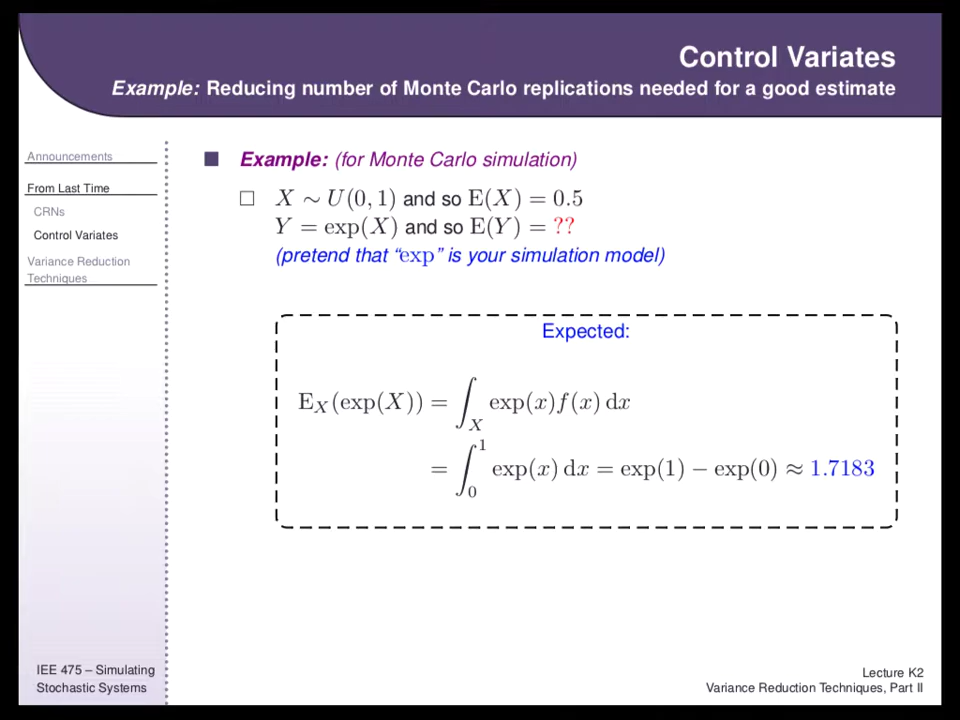 Control Variates
Example: Reducing number of Monte Carlo replications needed for a good estimate
Announcements
From Last Time
CRNs
Control Variates
Variance Reduction
Techniques
Example: (for Monte Carlo simulation)
X ∼ U(0, 1) and so E(X) = 0.5
Y = exp(X) and so E(Y) = ??
(pretend that “exp” is your simulation model)
Expected:
E_X(exp(X)) = ∫_X exp(x)f(x) dx
= ∫_0^1 exp(x) dx = exp(1) − exp(0) ≈ 1.7183
IEE 475 – Simulating
Stochastic Systems
Lecture K2
Variance Reduction Techniques, Part II